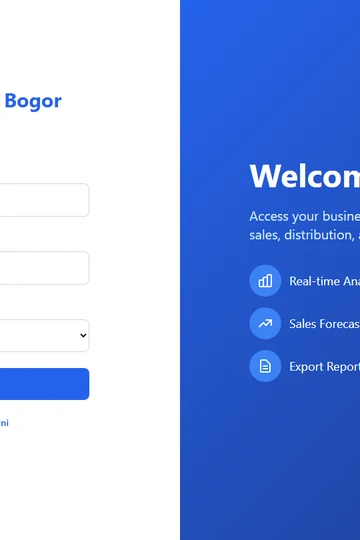 Bogor
ni
Welcom
Access your busine
sales, distribution,
Real-time Ana
Sales Forecas
Export Report